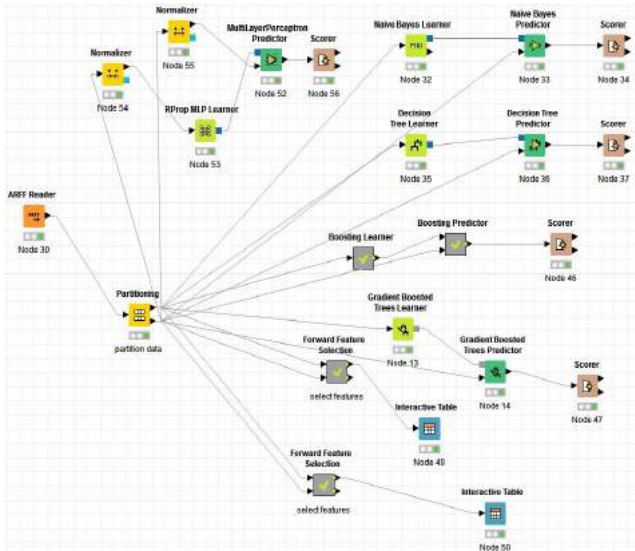 Normalizer
Node 55
MultiLayerPerceptron
Predictor
Node 52
Scorer
Node 56
Normalizer
Node 54
RProp MLP Learner
Node 53
Naive Bayes Learner
Node 32
Naive Bayes
Predictor
Node 33
Scorer
Node 34
Decision
Tree Learner
Node 35
Decision Tree
Predictor
Node 36
Scorer
Node 37
ARFF Reader
Node 30
Boosting Learner
Boosting Predictor
Scorer
Node 46
Partitioning
partition data
Gradient Boosted
Trees Learner
Node 13
Gradient Boosted
Trees Predictor
Node 14
Scorer
Node 47
Forward Feature
Selection
select features
Interactive Table
Node 49
Forward Feature
Selection
select features
Interactive Table
Node 50